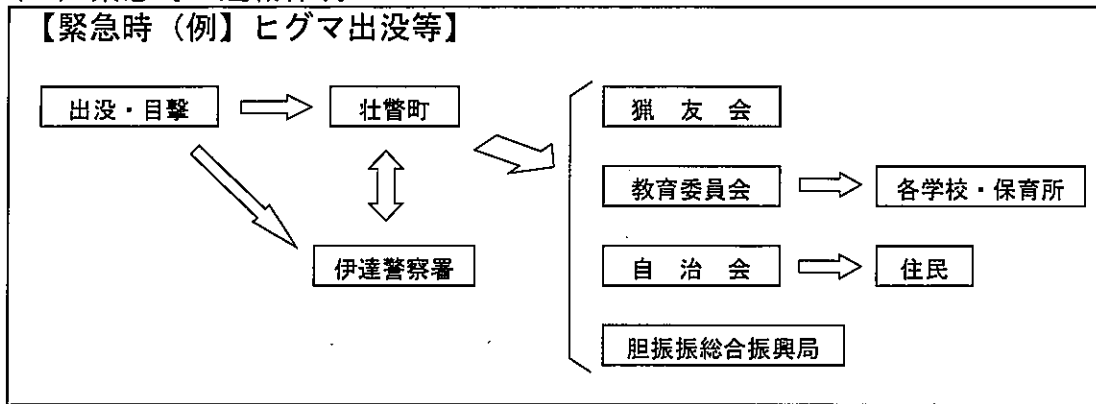 【緊急時（例】ヒグマ出没等】
出没・目撃
壮瞥町
伊達警察署
猟友会
教育委員会
各学校・保育所
自治会
住民
胆振振総合振興局